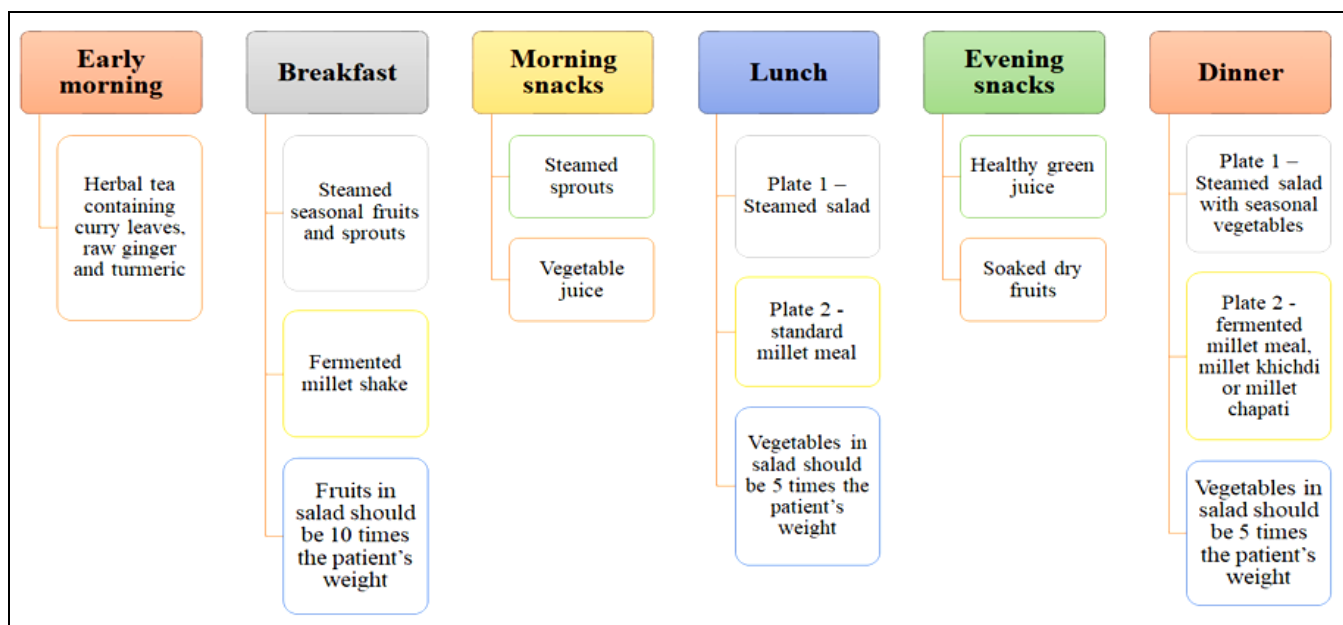 Early
morning
Herbal tea
containing
curry leaves,
raw ginger
and turmeric
Breakfast
Steamed
seasonal fruits
and sprouts
Fermented
millet shake
Fruits in
salad should
be 10 times
the patient’s
weight
Morning
snacks
Steamed
sprouts
Vegetable
juice
Lunch
Plate 1 –
Steamed salad
Plate 2 -
standard
millet meal
Vegetables in
salad should
be 5 times the
patient’s
weight
Evening
snacks
Healthy green
juice
Soaked dry
fruits
Dinner
Plate 1 –
Steamed salad
with seasonal
vegetables
Plate 2 -
fermented
millet meal,
millet khichdi
or millet
chapati
Vegetables in
salad should
be 5 times
the patient’s
weight